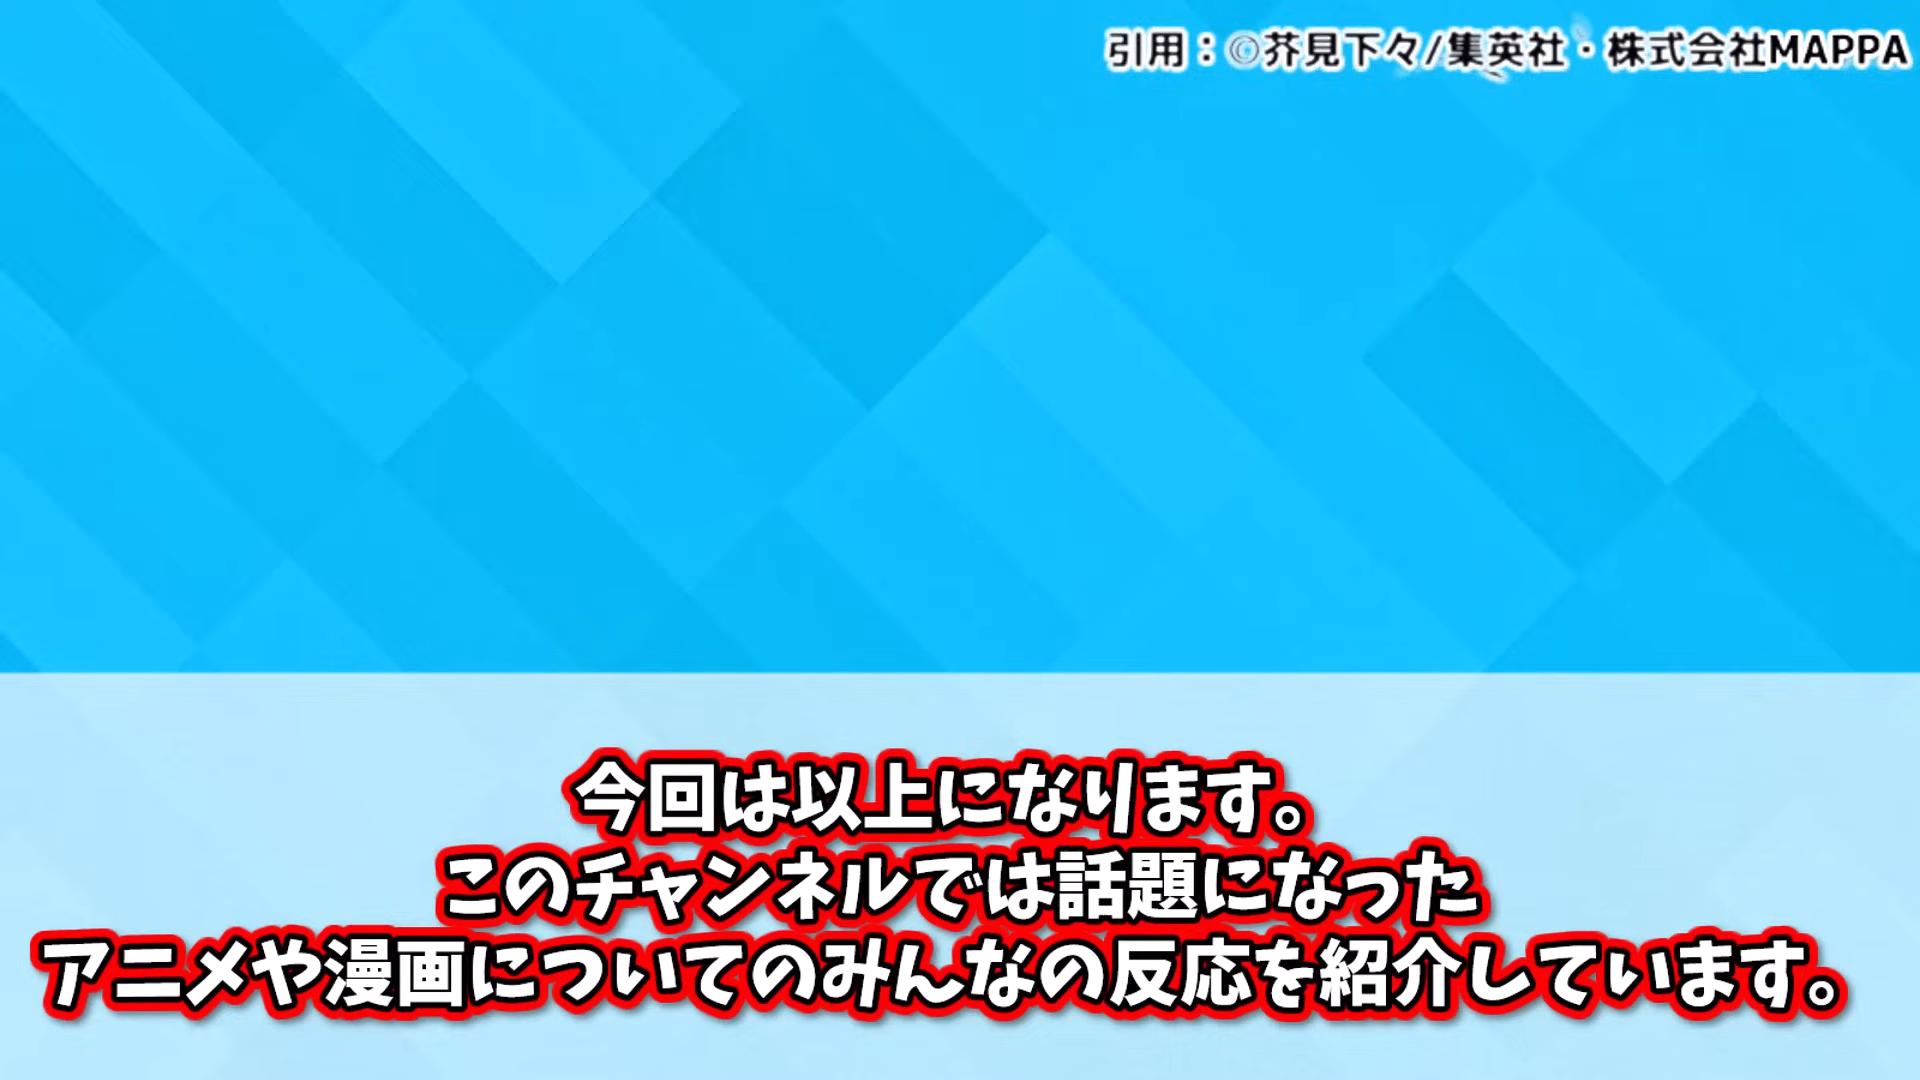 引用：©芥見下々/集英社・株式会社MAPPA
今回は以上になります。
このチャンネルでは話題になった
アニメや漫画についてのみんなの反応を紹介しています。